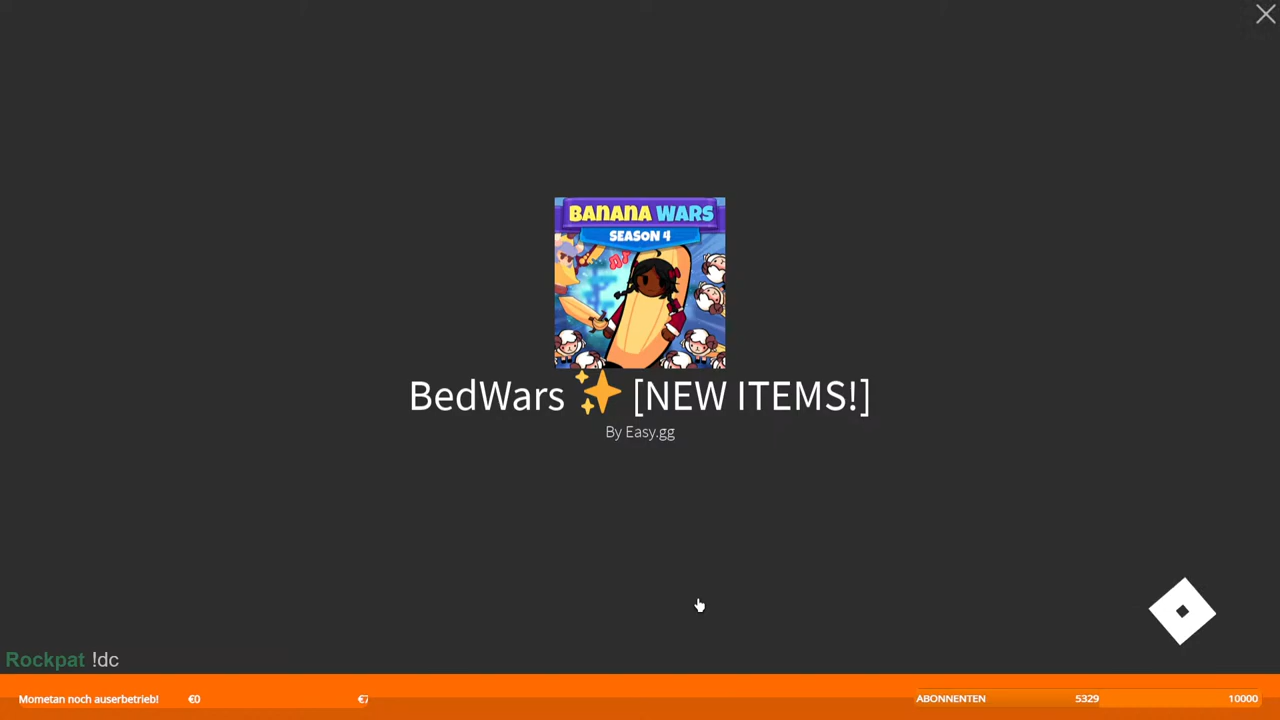 BANANA WARS
SEASON 4
BedWars ✨ [NEW ITEMS!]
By Easy.gg
Rockpat !dc
Mometan noch auserbetrieb! €0 €7
ABONNENTEN 5329 10000